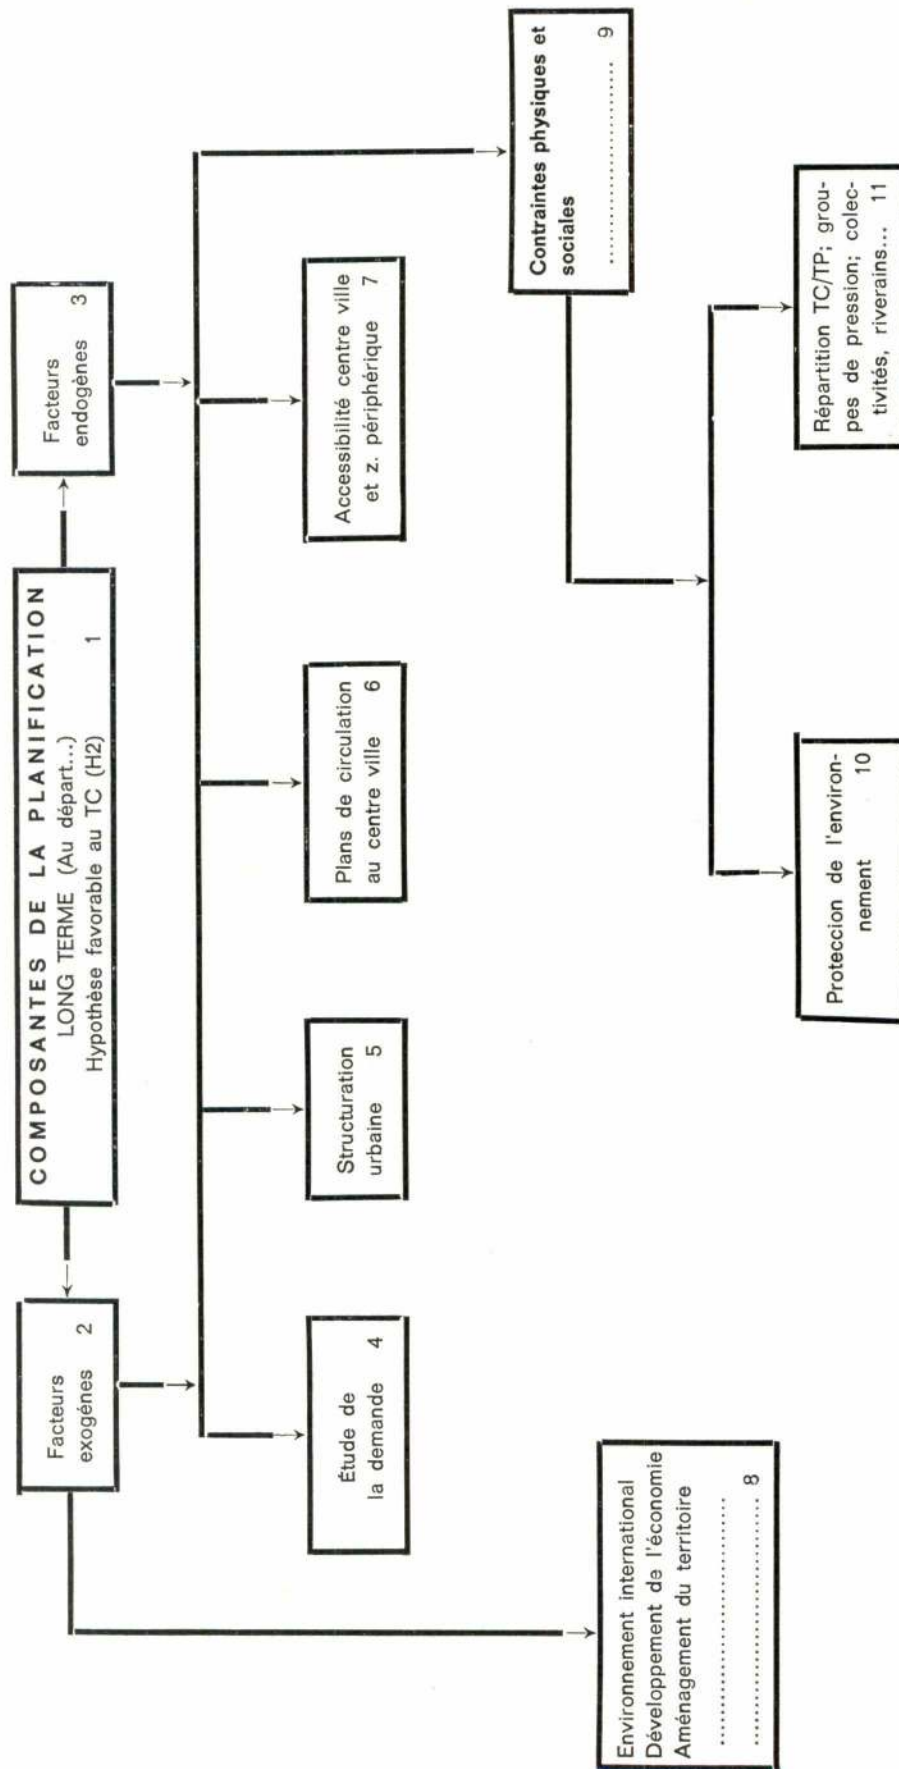 COMPOSANTES DE LA PLANIFICATION
LONG TERME (Au départ...)
Hypothèse favorable au TC (H2)
1
Facteurs
exogénes 2
Facteurs
endogènes 3
Étude de
la demande 4
Structuration
urbaine 5
Plans de circulation
au centre ville 6
Accessibilité centre ville
et z. périphérique 7
Environnement international
Développement de l'économie
Aménagement du territoire
........................................
........................................ 8
Contraintes physiques et
sociales
........................................ 9
Proteccion de l'environ-
nement 10
Répartition TC/TP; grou-
pes de pression; colec-
tivités, riverains... 11